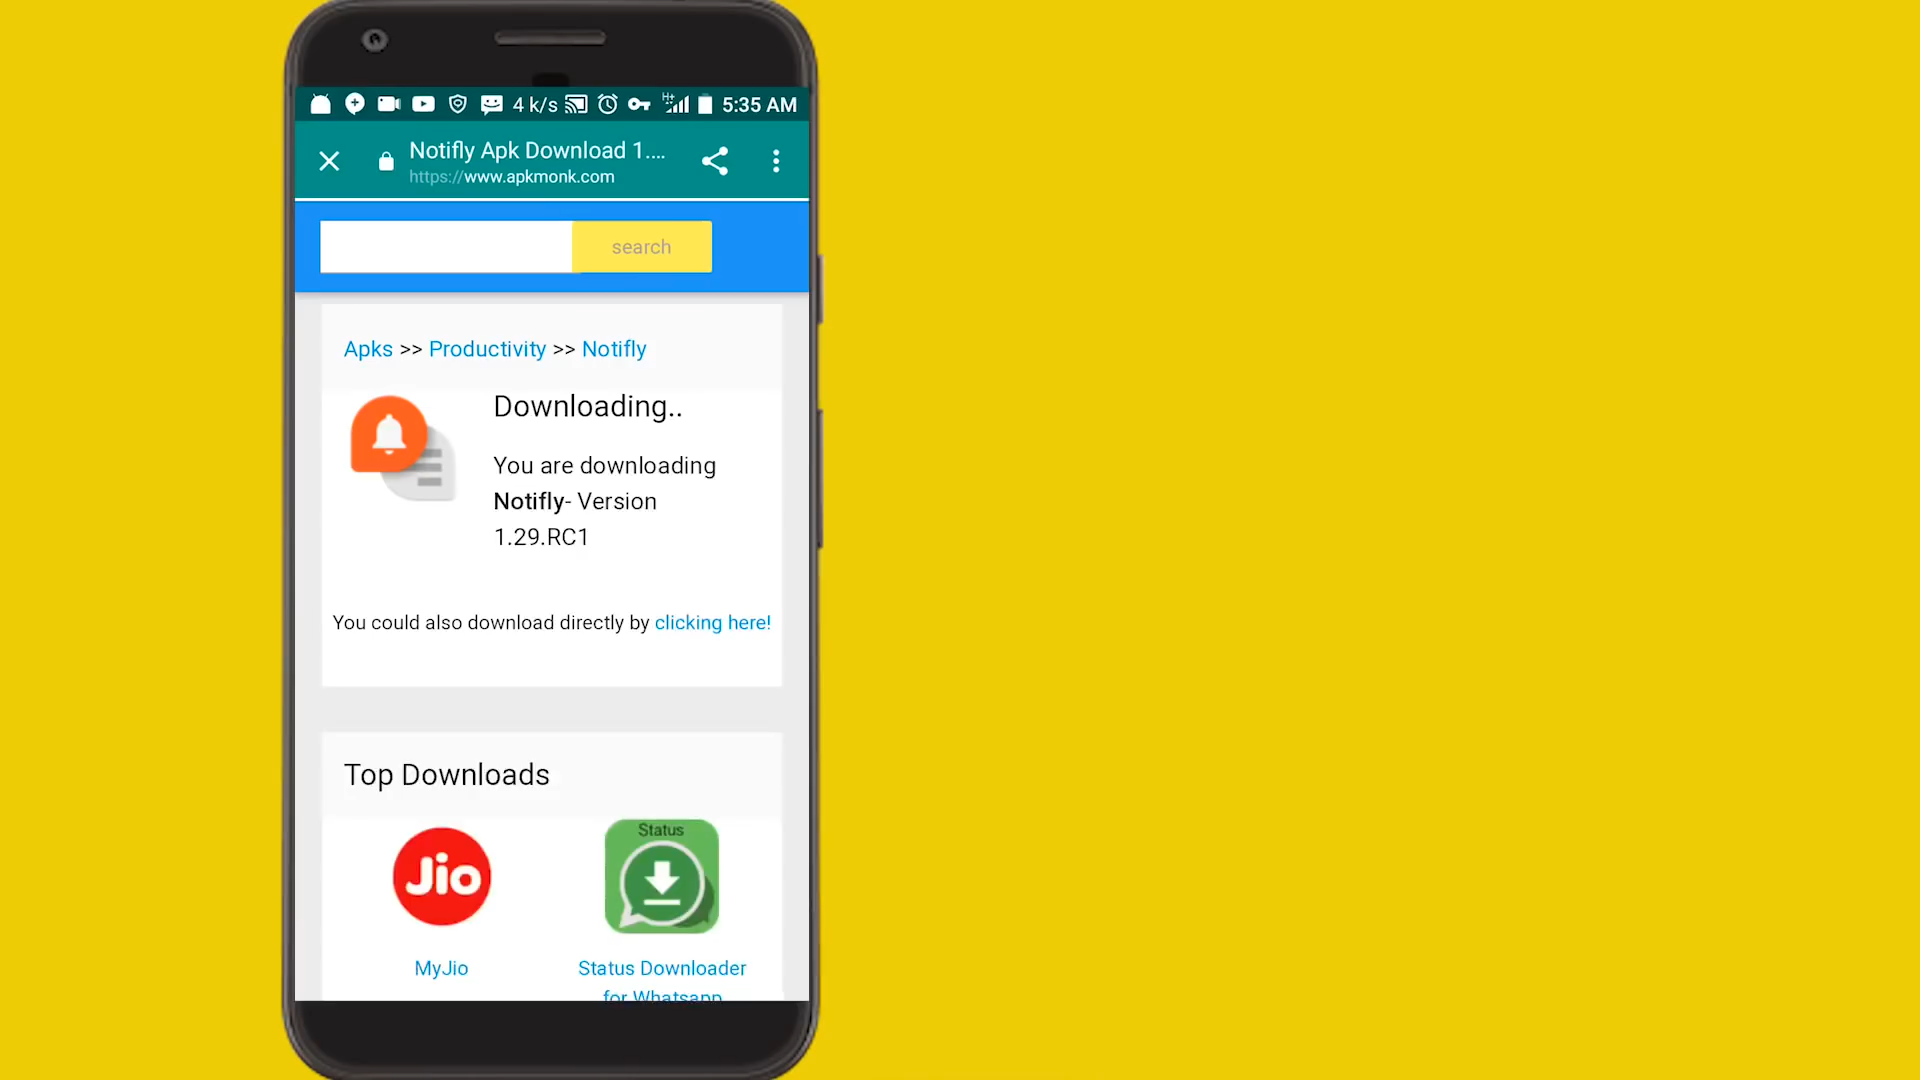 4 k/s H+ 5:35 AM
Notifly Apk Download 1....
https://www.apkmonk.com
search
Apks >> Productivity >> Notifly
Downloading..
You are downloading
Notifly- Version
1.29.RC1
You could also download directly by clicking here!
Top Downloads
Jio
Status
MyJio
Status Downloader
for Whatsapp